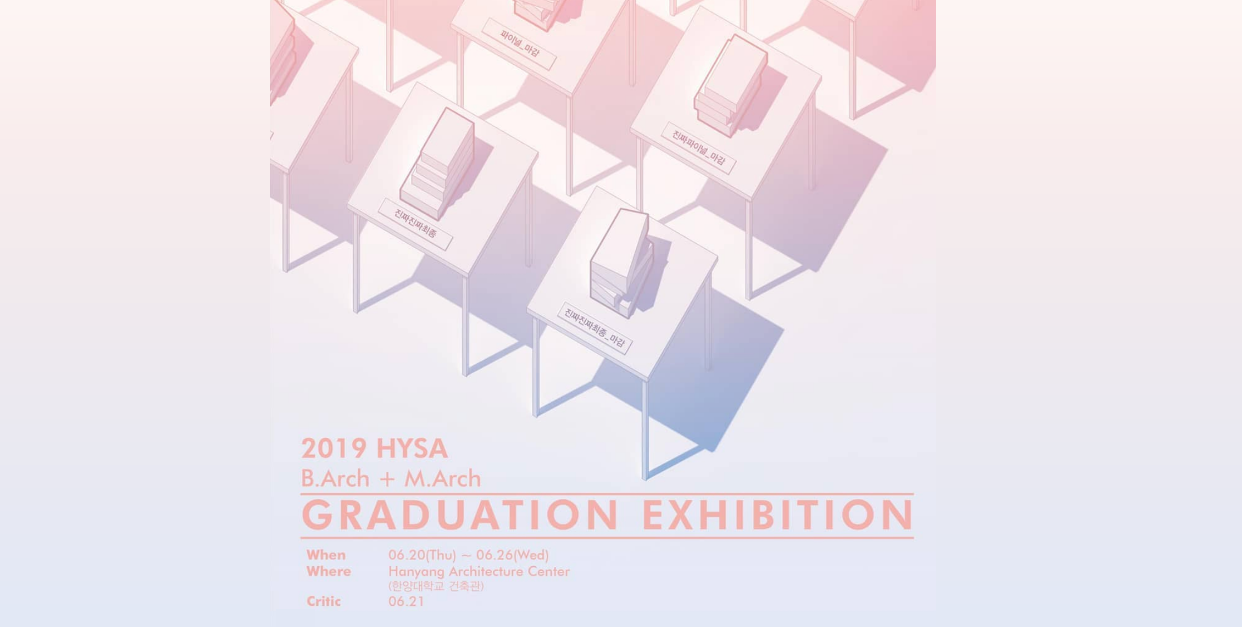 파이널_마감
진짜파이널_마감
진짜진짜최종
진짜진짜최종_마감
2019 HYSA
B.Arch + M.Arch
GRADUATION EXHIBITION
When 06.20(Thu) ~ 06.26(Wed)
Where Hanyang Architecture Center
(한양대학교 건축관)
Critic 06.21